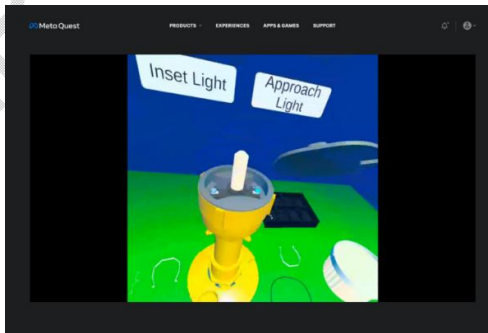 Meta Quest
PRODUCTS
EXPERIENCES
APPS & GAMES
SUPPORT
Inset Light
Approach
Light